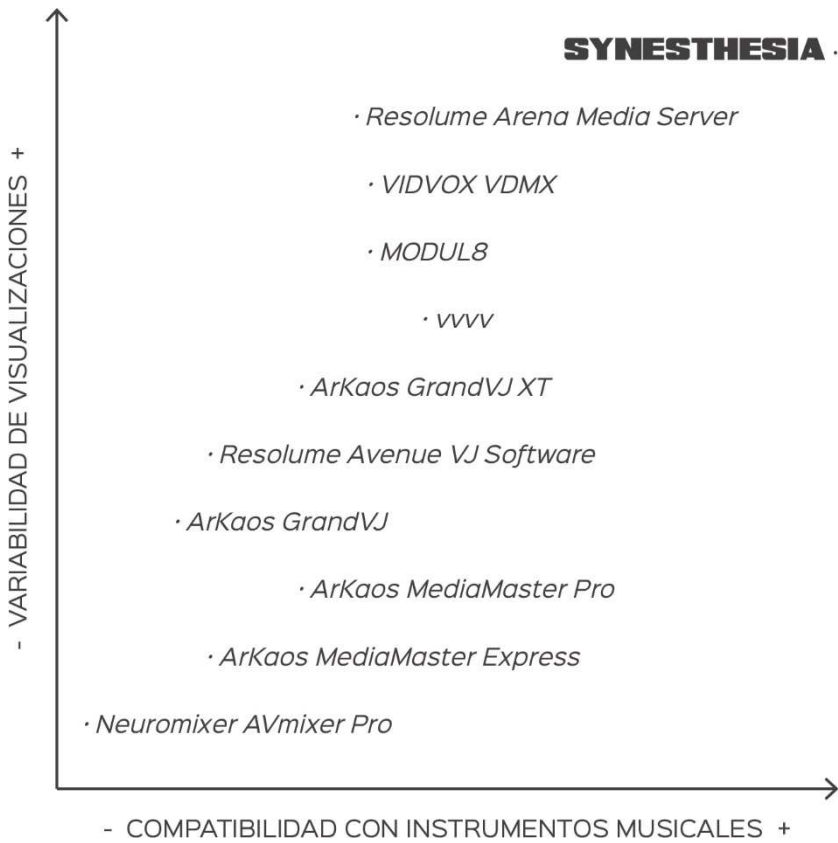 SYNESTHESIA ·
· Resolume Arena Media Server
· VIDVOX VDMX
· MODUL8
· vvvv
· ArKaos GrandVJ XT
· Resolume Avenue VJ Software
· ArKaos GrandVJ
· ArKaos MediaMaster Pro
· ArKaos MediaMaster Express
· Neuromixer AVmixer Pro
- VARIABILIDAD DE VISUALIZACIONES +
- COMPATIBILIDAD CON INSTRUMENTOS MUSICALES +